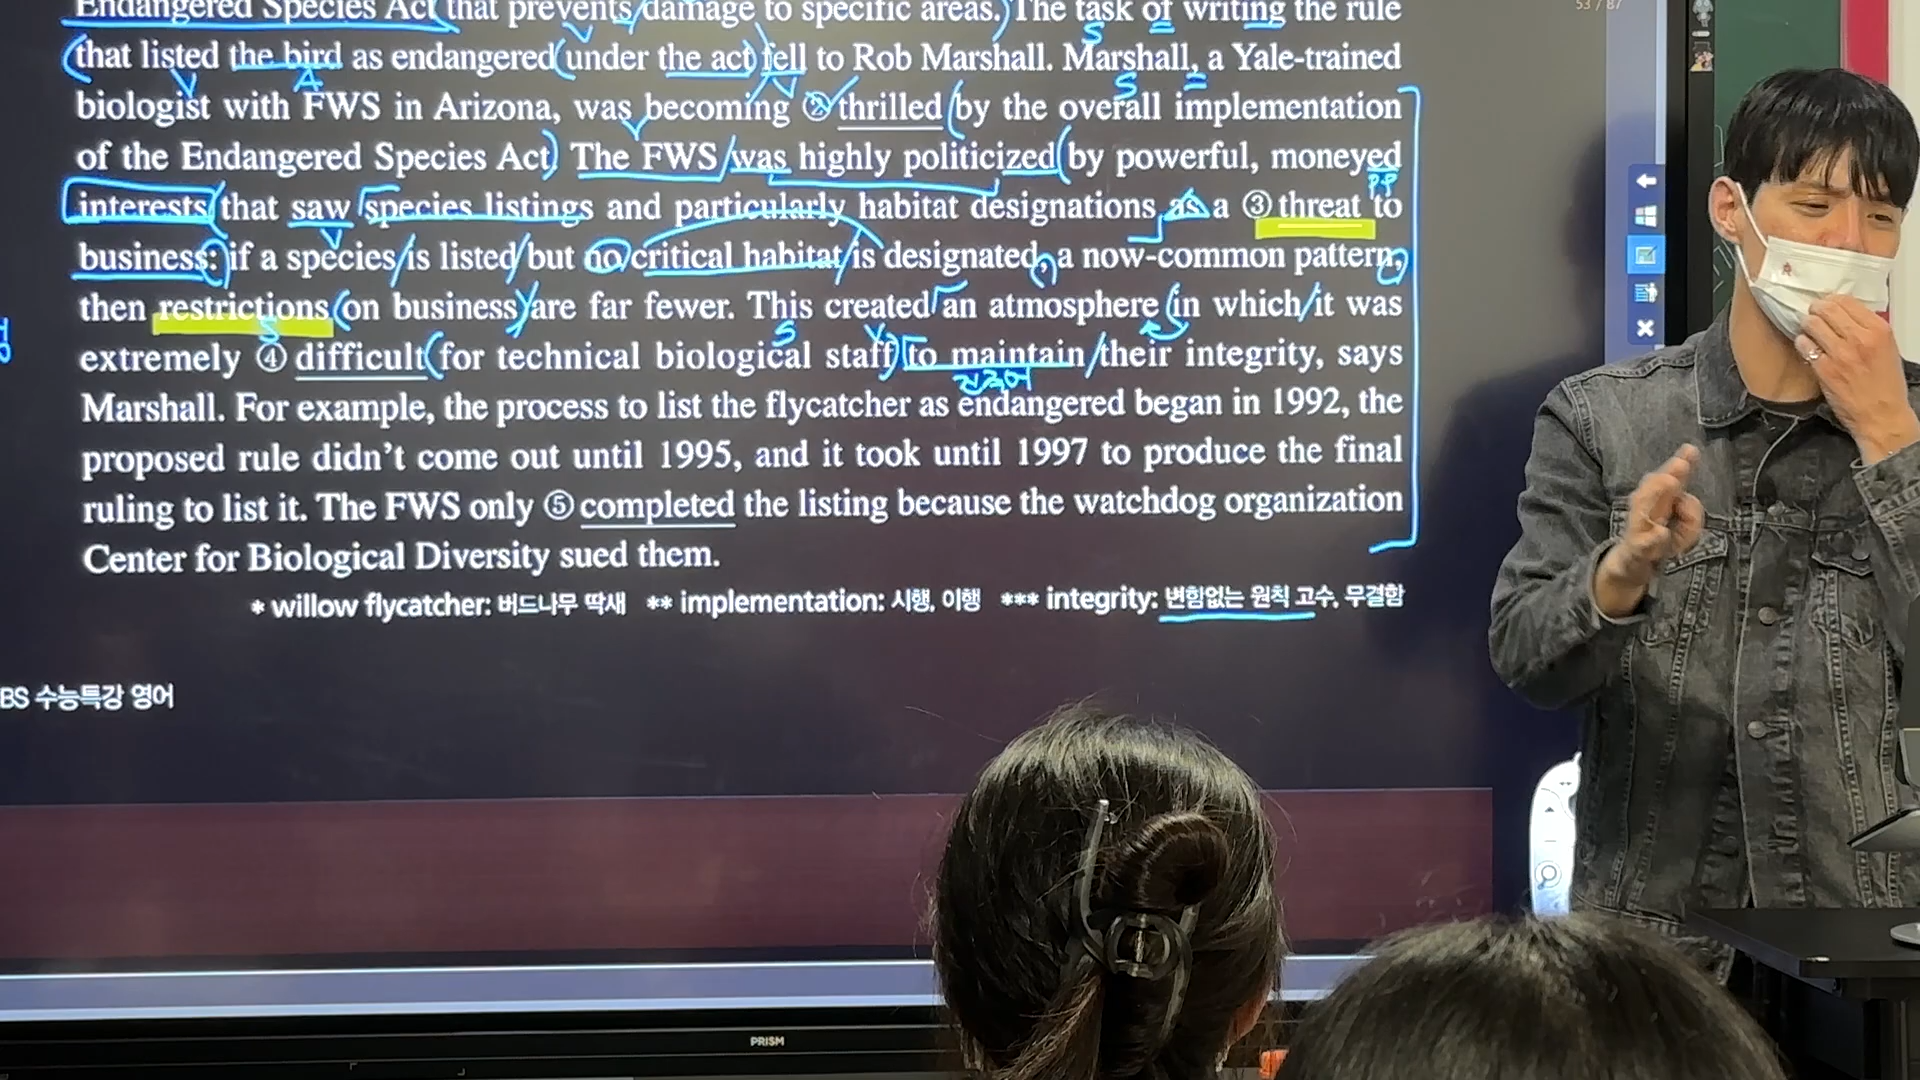 53 / 87
Endangered Species Act that prevents damage to specific areas. The task of writing the rule
that listed the bird as endangered under the act fell to Rob Marshall. Marshall, a Yale-trained
biologist with FWS in Arizona, was becoming ② thrilled by the overall implementation
of the Endangered Species Act. The FWS was highly politicized by powerful, moneyed
interests that saw species listings and particularly habitat designations as a ③ threat to
business: if a species is listed but no critical habitat is designated, a now-common pattern,
then restrictions on business are far fewer. This created an atmosphere in which it was
extremely ④ difficult for technical biological staff to maintain their integrity, says
Marshall. For example, the process to list the flycatcher as endangered began in 1992, the
proposed rule didn't come out until 1995, and it took until 1997 to produce the final
ruling to list it. The FWS only ⑤ completed the listing because the watchdog organization
Center for Biological Diversity sued them.
* willow flycatcher: 버드나무 딱새 ** implementation: 시행, 이행 *** integrity: 변함없는 원칙 고수, 무결함
BS 수능특강 영어
PRISM